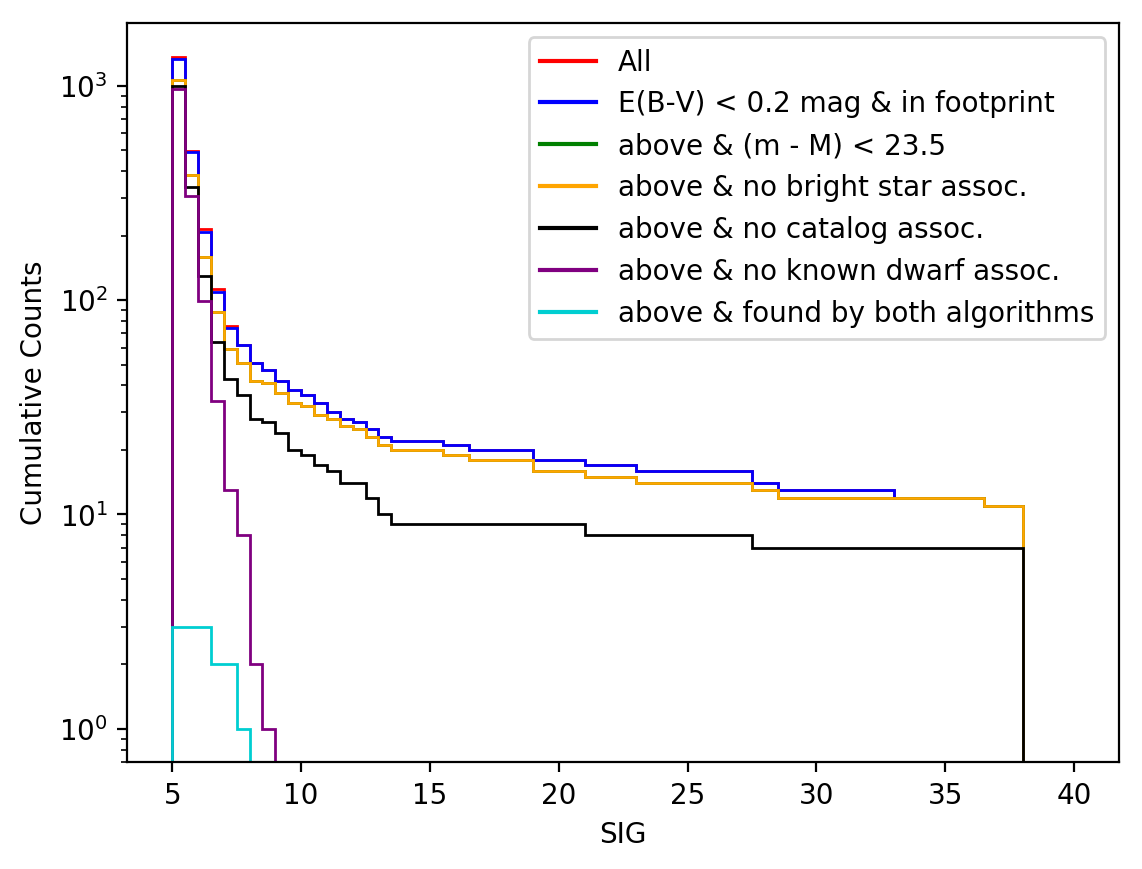 All
E(B-V) < 0.2 mag & in footprint
above & (m - M) < 23.5
above & no bright star assoc.
above & no catalog assoc.
above & no known dwarf assoc.
above & found by both algorithms
Cumulative Counts
10³
10²
10¹
10⁰
5 10 15 20 25 30 35 40
SIG